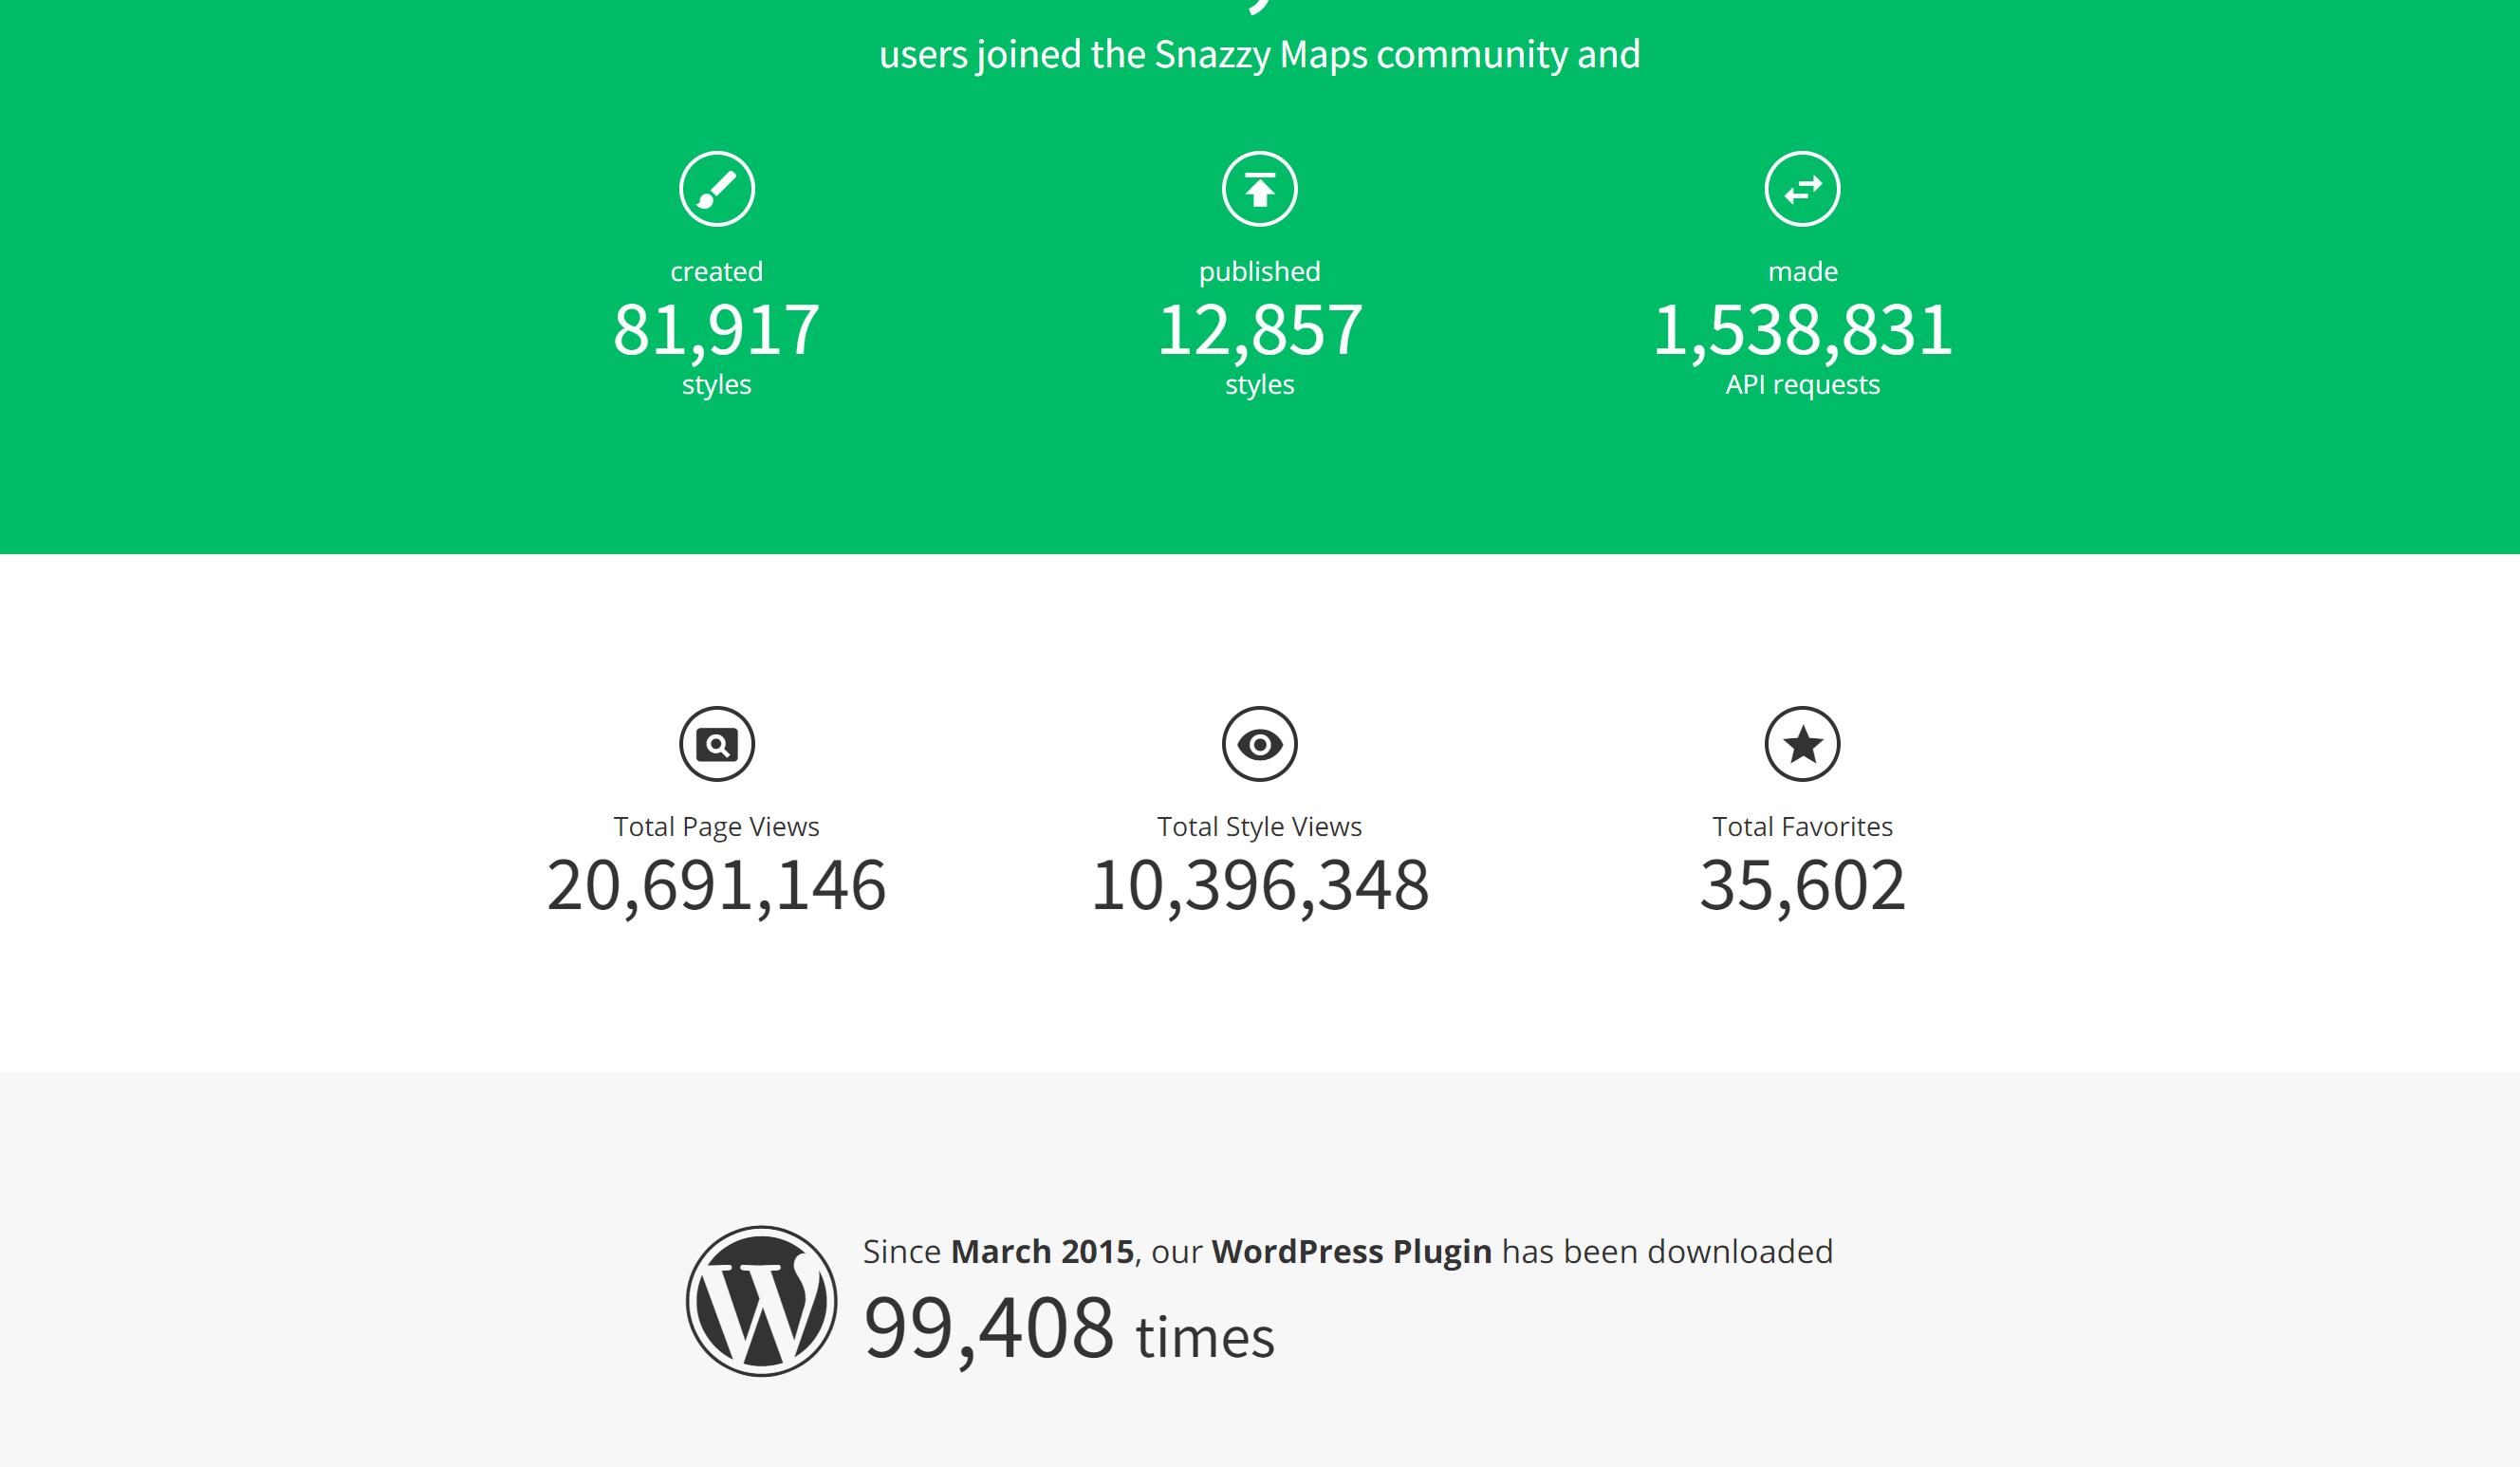 users joined the Snazzy Maps community and
created
81,917
styles
published
12,857
styles
made
1,538,831
API requests
Total Page Views
20,691,146
Total Style Views
10,396,348
Total Favorites
35,602
Since March 2015, our WordPress Plugin has been downloaded
99,408 times